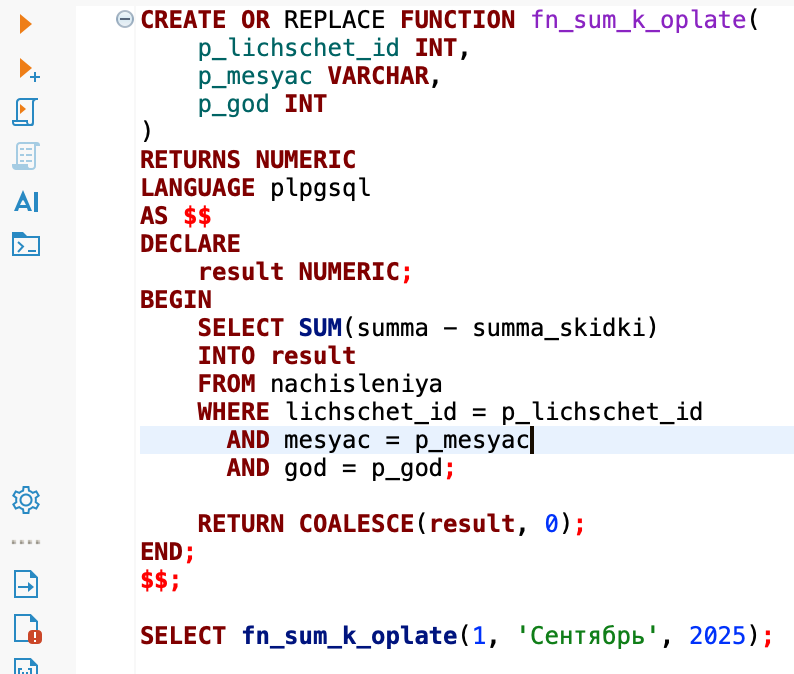 CREATE OR REPLACE FUNCTION fn_sum_k_oplate(
    p_lichschet_id INT,
    p_mesyac VARCHAR,
    p_god INT
)
RETURNS NUMERIC
LANGUAGE plpgsql
AS $$
DECLARE
    result NUMERIC;
BEGIN
    SELECT SUM(summa - summa_skidki)
    INTO result
    FROM nachisleniya
    WHERE lichschet_id = p_lichschet_id
      AND mesyac = p_mesyac
      AND god = p_god;

    RETURN COALESCE(result, 0);
END;
$$;

SELECT fn_sum_k_oplate(1, 'Сентябрь', 2025);
AI